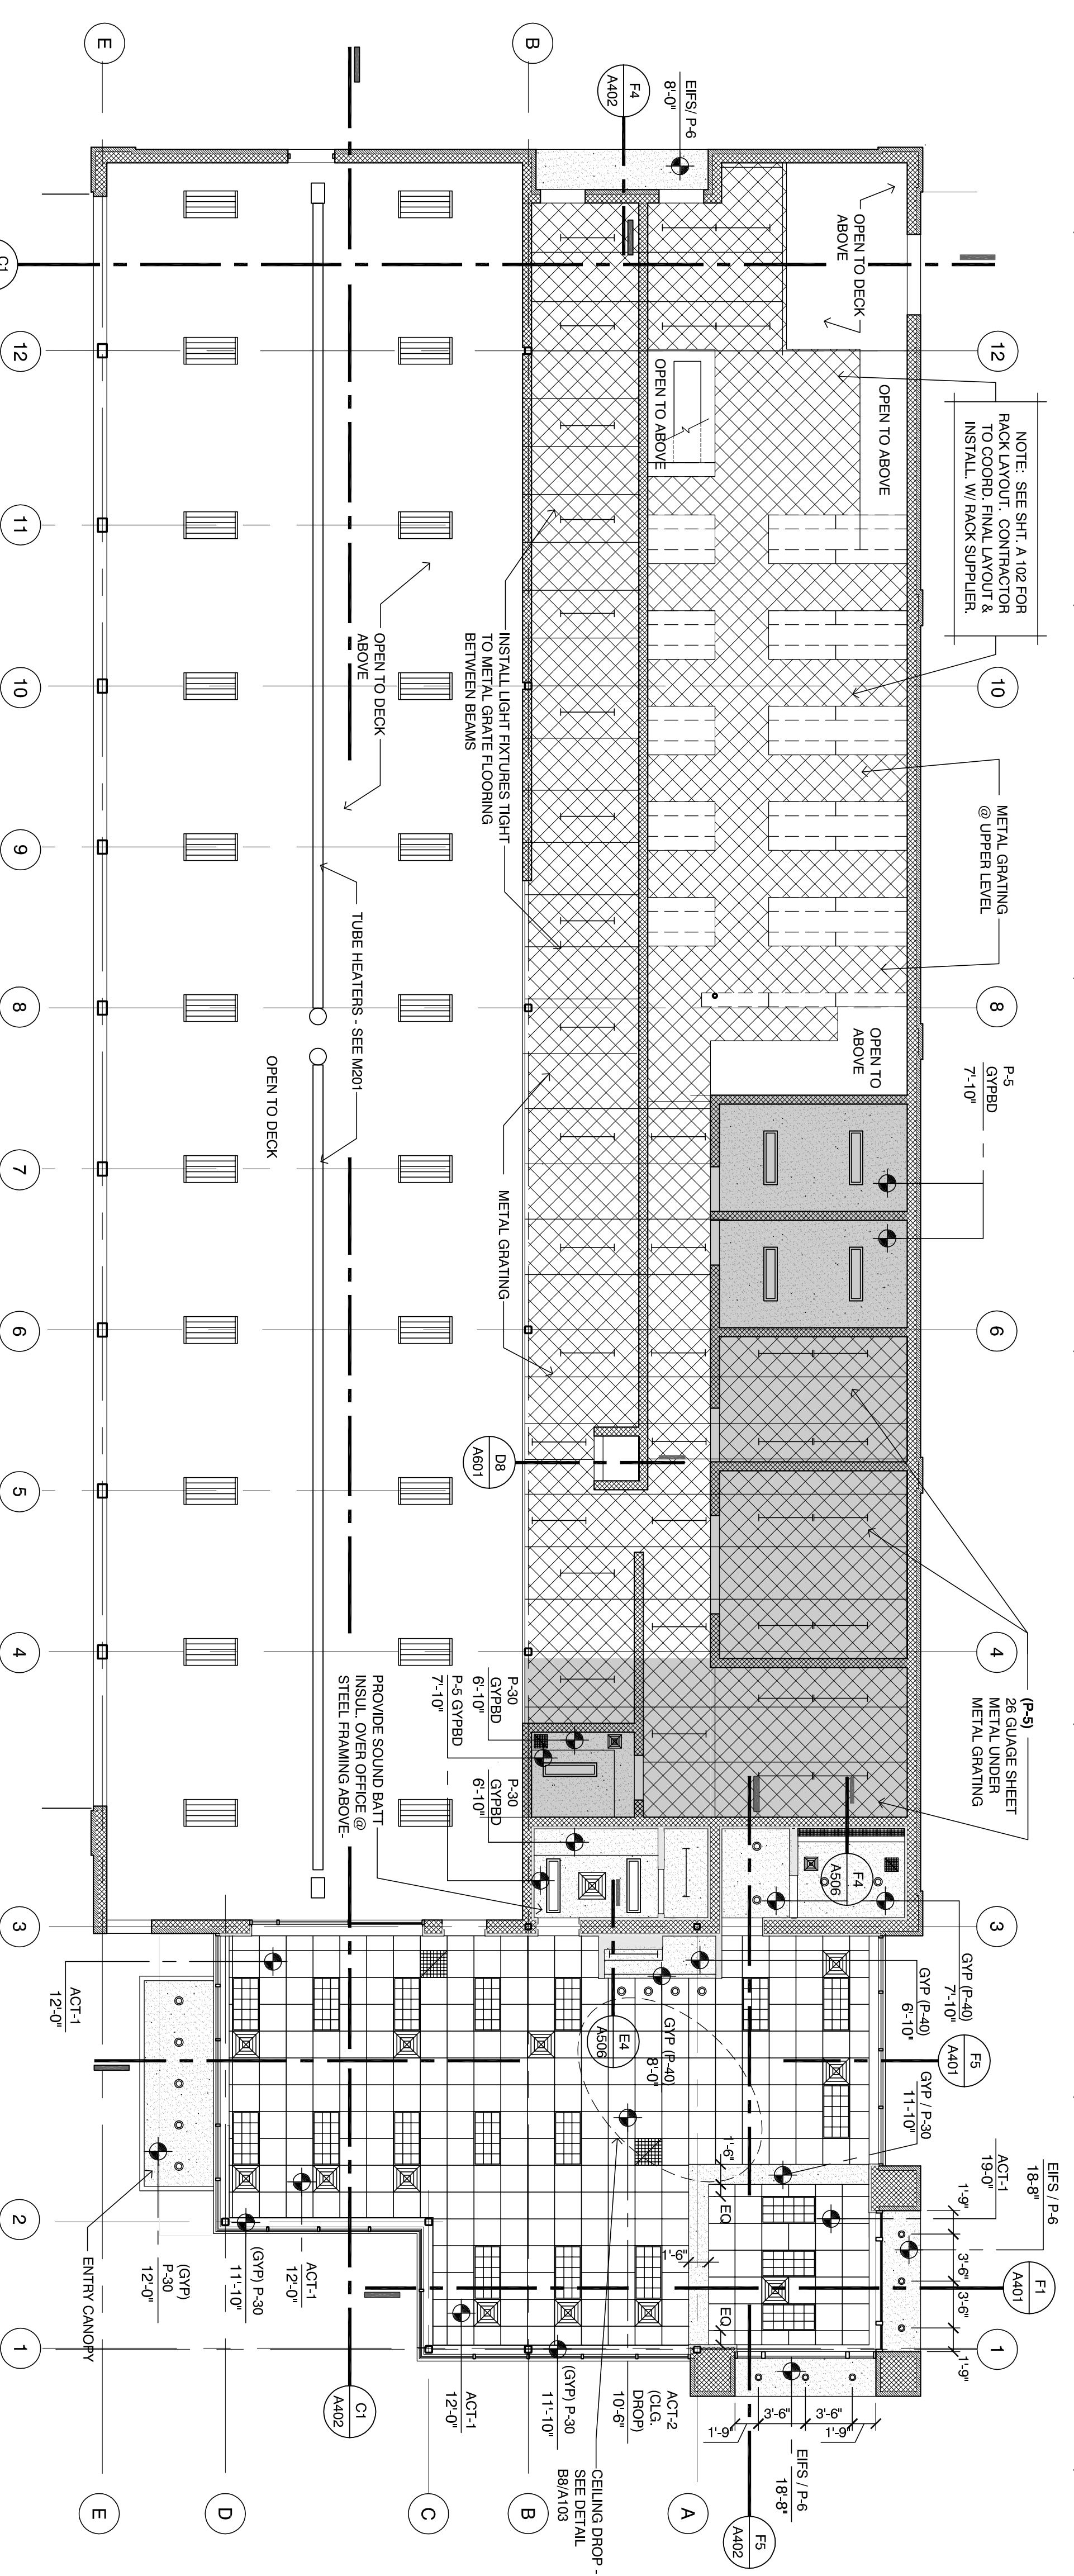 E
B
F4
A402
EIFS/ P-6
8'-0"
OPEN TO DECK
ABOVE
C1
12
12
OPEN TO ABOVE
OPEN TO ABOVE
NOTE: SEE SHT. A 102 FOR
RACK LAYOUT. CONTRACTOR
TO COORD. FINAL LAYOUT &
INSTALL. W/ RACK SUPPLIER.
11
10
10
INSTALL LIGHT FIXTURES TIGHT
TO METAL GRATE FLOORING
BETWEEN BEAMS
OPEN TO DECK
ABOVE
METAL GRATING
@ UPPER LEVEL
9
TUBE HEATERS - SEE M201
8
8
OPEN TO
ABOVE
OPEN TO DECK
P-5
GYPBD
7'-10"
7
METAL GRATING
6
6
D8
A601
5
4
4
(P-5)
26 GUAGE SHEET
METAL UNDER
METAL GRATING
P-30
GYPBD
6'-10"
P-5 GYPBD
7'-10"
P-30
GYPBD
6'-10"
PROVIDE SOUND BATT
INSUL. OVER OFFICE @
STEEL FRAMING ABOVE-
F4
A506
3
3
GYP (P-40)
7'-10"
GYP (P-40)
6'-10"
F5
A401
ACT-1
12'-0"
E4
A506
GYP (P-40)
8'-0"
GYP / P-30
11'-10"
ACT-1
19'-0"
EIFS / P-6
18'-8"
1'-6"
EQ
1'-6"
EQ
1'-9"
3'-6"
3'-6"
1'-9"
F1
A401
2
ENTRY CANOPY
(GYP)
P-30
12'-0"
(GYP) P-30
11'-10"
ACT-1
12'-0"
1
1
C1
A402
ACT-1
12'-0"
(GYP) P-30
11'-10"
ACT-2
(CLG.
DROP)
10'-6"
CEILING DROP -
SEE DETAIL
B8/A103
1'-9"
3'-6"
3'-6"
1'-9"
EIFS / P-6
18'-8"
F5
A402
E
D
C
B
A